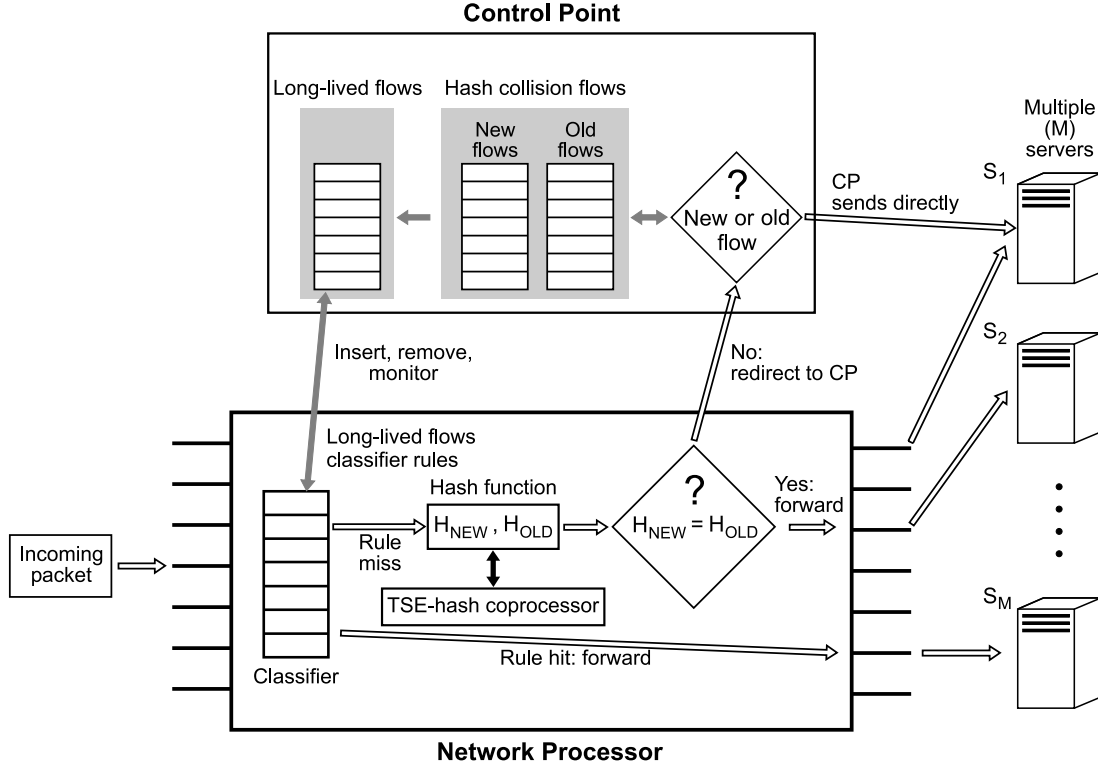 Control Point
Long-lived flows
Hash collision flows
New
flows
Old
flows
?
New or old
flow
CP
sends directly
Multiple
(M)
servers
S1
S2
SM
Insert, remove,
monitor
No:
redirect to CP
Long-lived flows
classifier rules
Hash function
HNEW , HOLD
?
HNEW = HOLD
Yes:
forward
Incoming
packet
Rule
miss
TSE-hash coprocessor
Rule hit: forward
Classifier
Network Processor